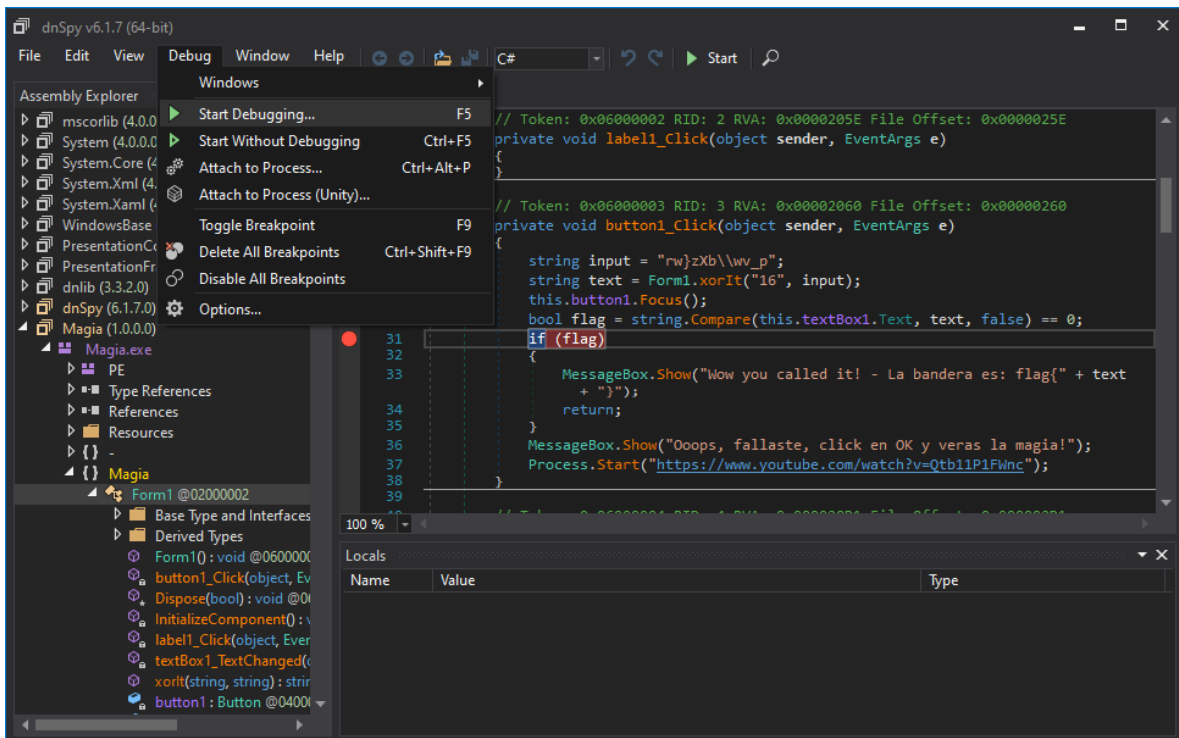 dnSpy v6.1.7 (64-bit)
File Edit View Debug Window Help C# Start
Windows
Start Debugging... F5
Start Without Debugging Ctrl+F5
Attach to Process... Ctrl+Alt+P
Attach to Process (Unity)...
Toggle Breakpoint F9
Delete All Breakpoints Ctrl+Shift+F9
Disable All Breakpoints
Options...
Assembly Explorer
mscorlib (4.0.0
System (4.0.0.0
System.Core (4
System.Xml (4.
System.Xaml (4
WindowsBase
PresentationCo
PresentationFr
dnlib (3.3.2.0)
dnSpy (6.1.7.0)
Magia (1.0.0.0)
Magia.exe
PE
Type References
References
Resources
{ } -
{ } Magia
Form1 @02000002
Base Type and Interfaces
Derived Types
Form1() : void @0600000
button1_Click(object, Ev
Dispose(bool) : void @0
InitializeComponent() : v
label1_Click(object, Even
textBox1_TextChanged(o
xorIt(string, string) : strin
button1 : Button @0400
// Token: 0x06000002 RID: 2 RVA: 0x0000205E File Offset: 0x0000025E
private void label1_Click(object sender, EventArgs e)
{
}
// Token: 0x06000003 RID: 3 RVA: 0x00002060 File Offset: 0x00000260
private void button1_Click(object sender, EventArgs e)
{
string input = "rw}zXb\\wv_p";
string text = Form1.xorIt("16", input);
this.button1.Focus();
bool flag = string.Compare(this.textBox1.Text, text, false) == 0;
31 if (flag)
32 {
33 MessageBox.Show("Wow you called it! - La bandera es: flag{" + text
+ "}");
34 return;
35 }
36 MessageBox.Show("Ooops, fallaste, click en OK y veras la magia!");
37 Process.Start("https://www.youtube.com/watch?v=Qtb11P1FWnc");
38 }
39
100 %
Locals
Name Value Type